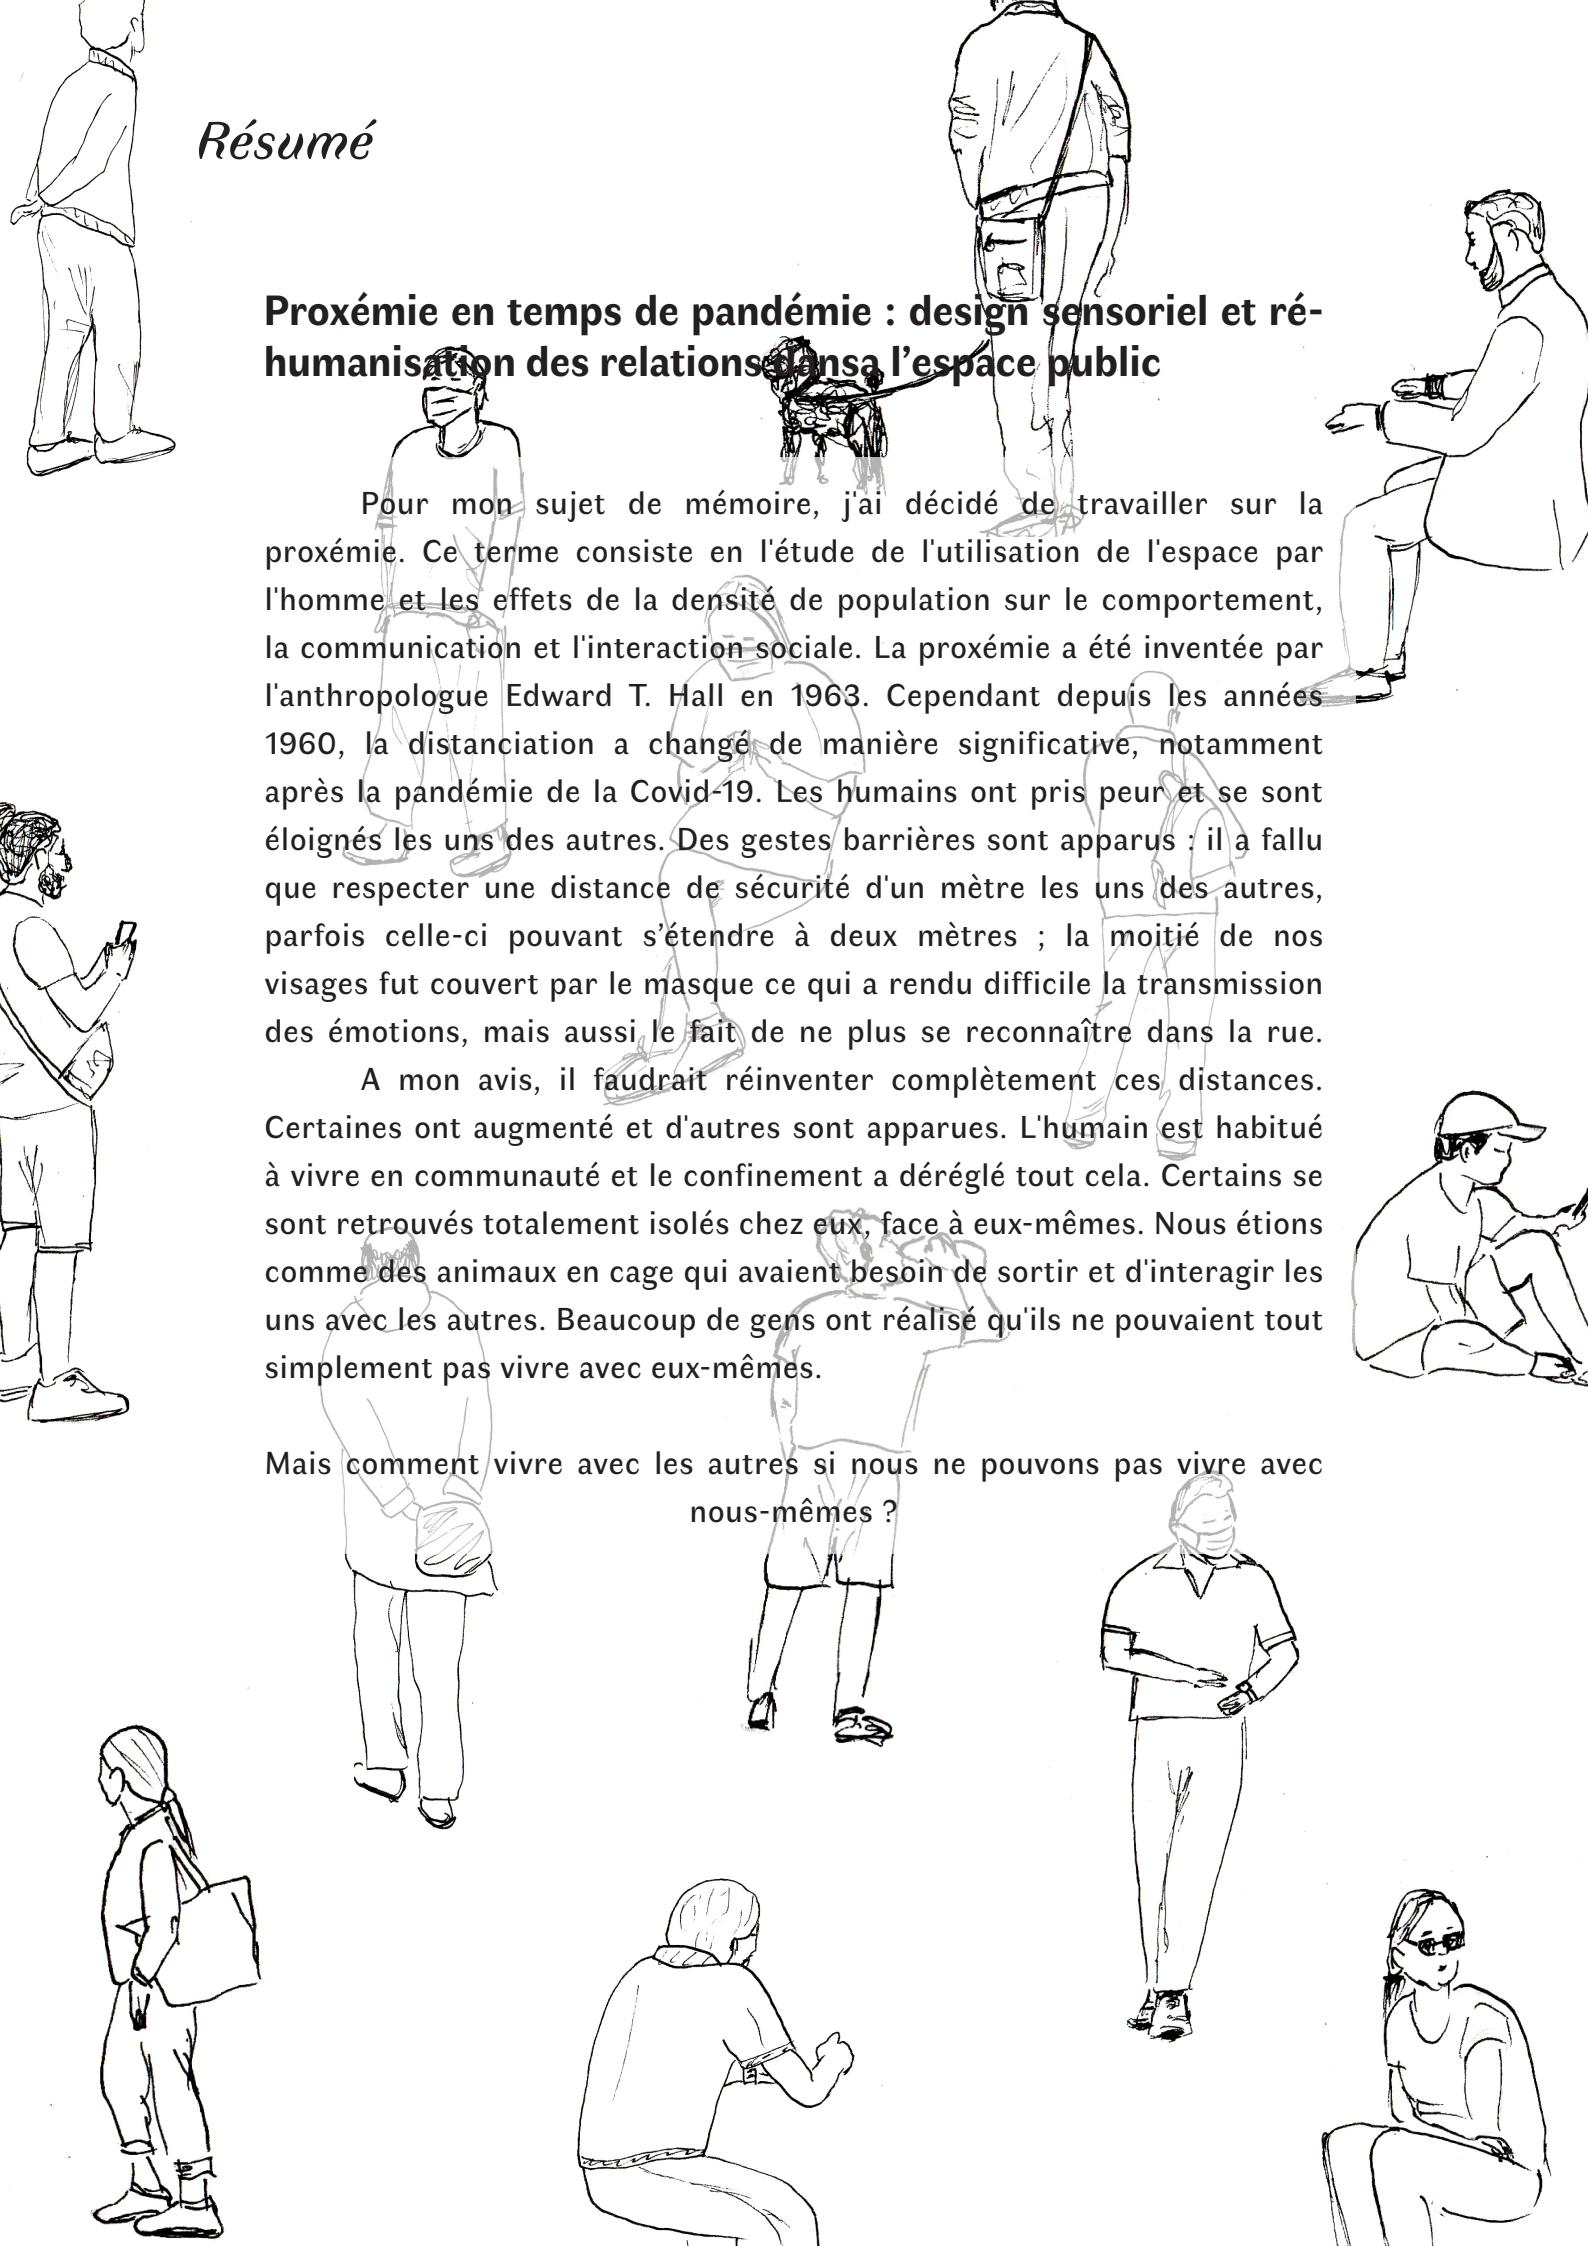 Résumé
Proxémie en temps de pandémie : design sensoriel et ré-
humanisation des relations dansa l’espace public
Pour mon sujet de mémoire, j'ai décidé de travailler sur la
proxémie. Ce terme consiste en l'étude de l'utilisation de l'espace par
l'homme et les effets de la densité de population sur le comportement,
la communication et l'interaction sociale. La proxémie a été inventée par
l'anthropologue Edward T. Hall en 1963. Cependant depuis les années
1960, la distanciation a changé de manière significative, notamment
après la pandémie de la Covid-19. Les humains ont pris peur et se sont
éloignés les uns des autres. Des gestes barrières sont apparus : il a fallu
que respecter une distance de sécurité d'un mètre les uns des autres,
parfois celle-ci pouvant s’étendre à deux mètres ; la moitié de nos
visages fut couvert par le masque ce qui a rendu difficile la transmission
des émotions, mais aussi le fait de ne plus se reconnaître dans la rue.
A mon avis, il faudrait réinventer complètement ces distances.
Certaines ont augmenté et d'autres sont apparues. L'humain est habitué
à vivre en communauté et le confinement a déréglé tout cela. Certains se
sont retrouvés totalement isolés chez eux, face à eux-mêmes. Nous étions
comme des animaux en cage qui avaient besoin de sortir et d'interagir les
uns avec les autres. Beaucoup de gens ont réalisé qu'ils ne pouvaient tout
simplement pas vivre avec eux-mêmes.
Mais comment vivre avec les autres si nous ne pouvons pas vivre avec
nous-mêmes ?